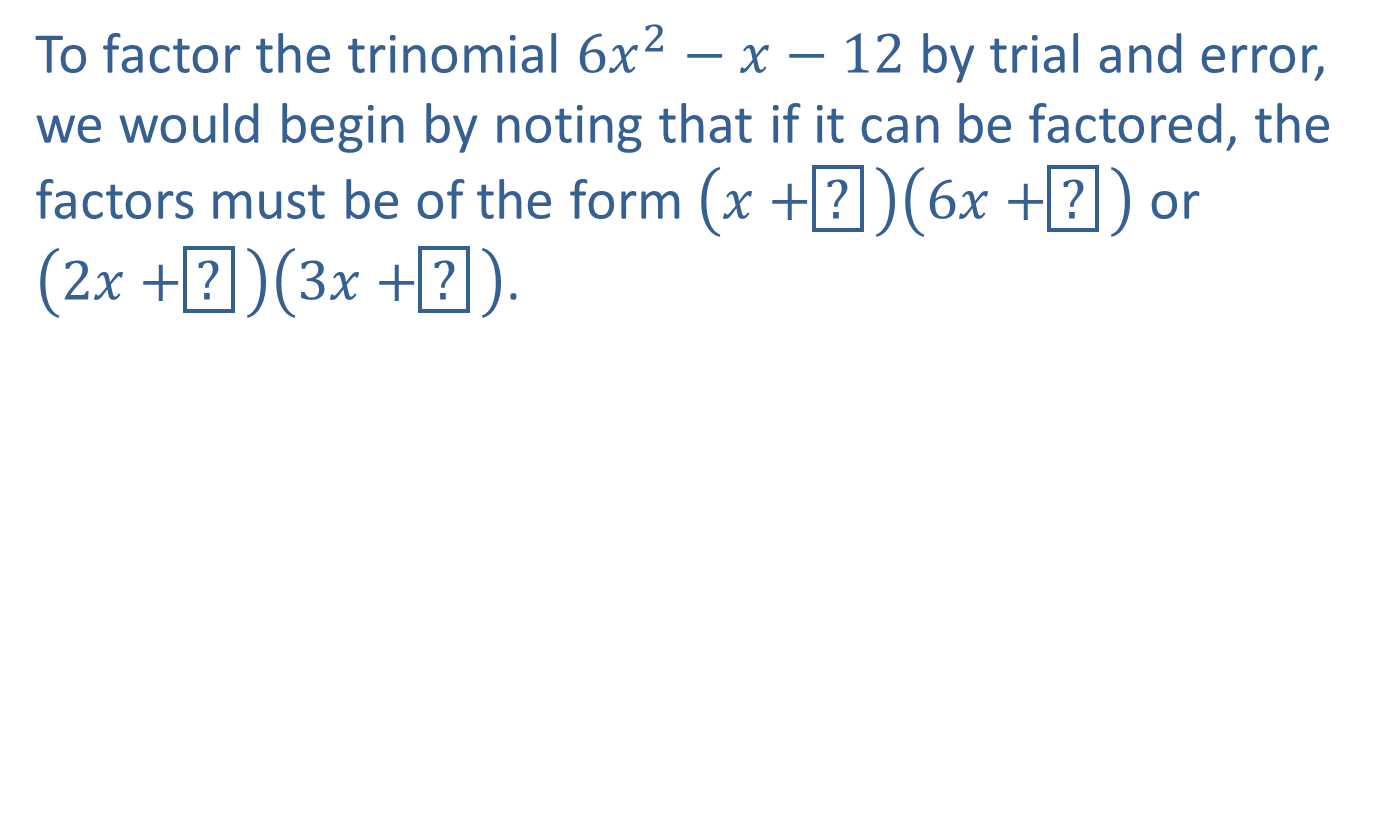 To factor the trinomial 6x² − x − 12 by trial and error,
we would begin by noting that if it can be factored, the
factors must be of the form (x +?)(6x +?) or
(2x +?)(3x +?).